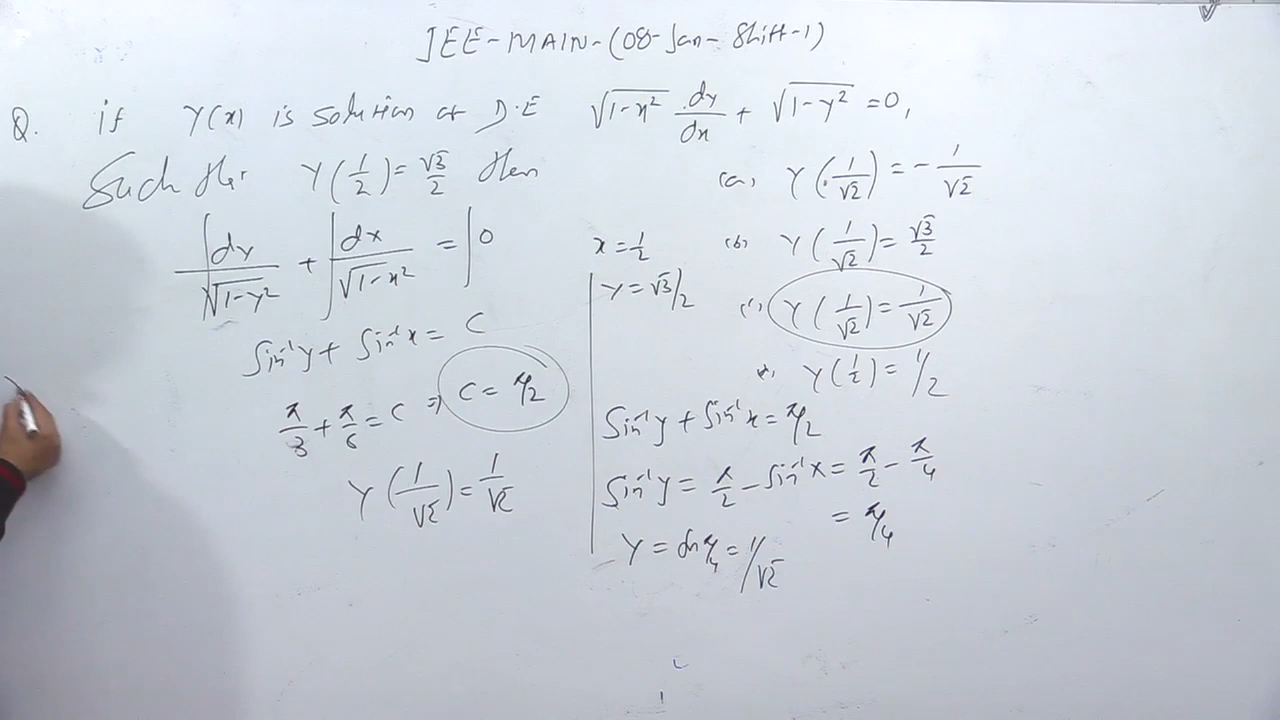 JEE-MAIN-(08-Jan-Shift-1)
Q. if Y(x) is solution of D.E √(1-x²) dy/dx + √(1-y²) = 0,
Such that Y(1/2) = √3/2 then
(a) Y(1/√2) = -1/√2
(b) Y(1/√2) = √3/2
(c) Y(1/√2) = 1/√2
Y(1/2) = 1/2
∫dy/√(1-y²) + ∫dx/√(1-x²) = ∫0
Sin⁻¹y + Sin⁻¹x = C
π/3 + π/6 = C ⇒ C = π/2
Y(1/√2) = 1/√2
x = 1/2
Y = √3/2
Sin⁻¹y + Sin⁻¹x = π/2
Sin⁻¹y = π/2 - Sin⁻¹x = π/2 - π/4
= π/4
Y = Sin π/4 = 1/√2